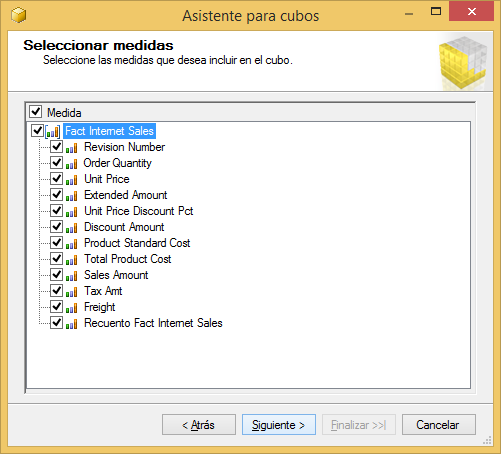 Asistente para cubos
Seleccionar medidas
Seleccione las medidas que desea incluir en el cubo.
Medida
Fact Internet Sales
Revision Number
Order Quantity
Unit Price
Extended Amount
Unit Price Discount Pct
Discount Amount
Product Standard Cost
Total Product Cost
Sales Amount
Tax Amt
Freight
Recuento Fact Internet Sales
< Atrás
Siguiente >
Finalizar >>|
Cancelar